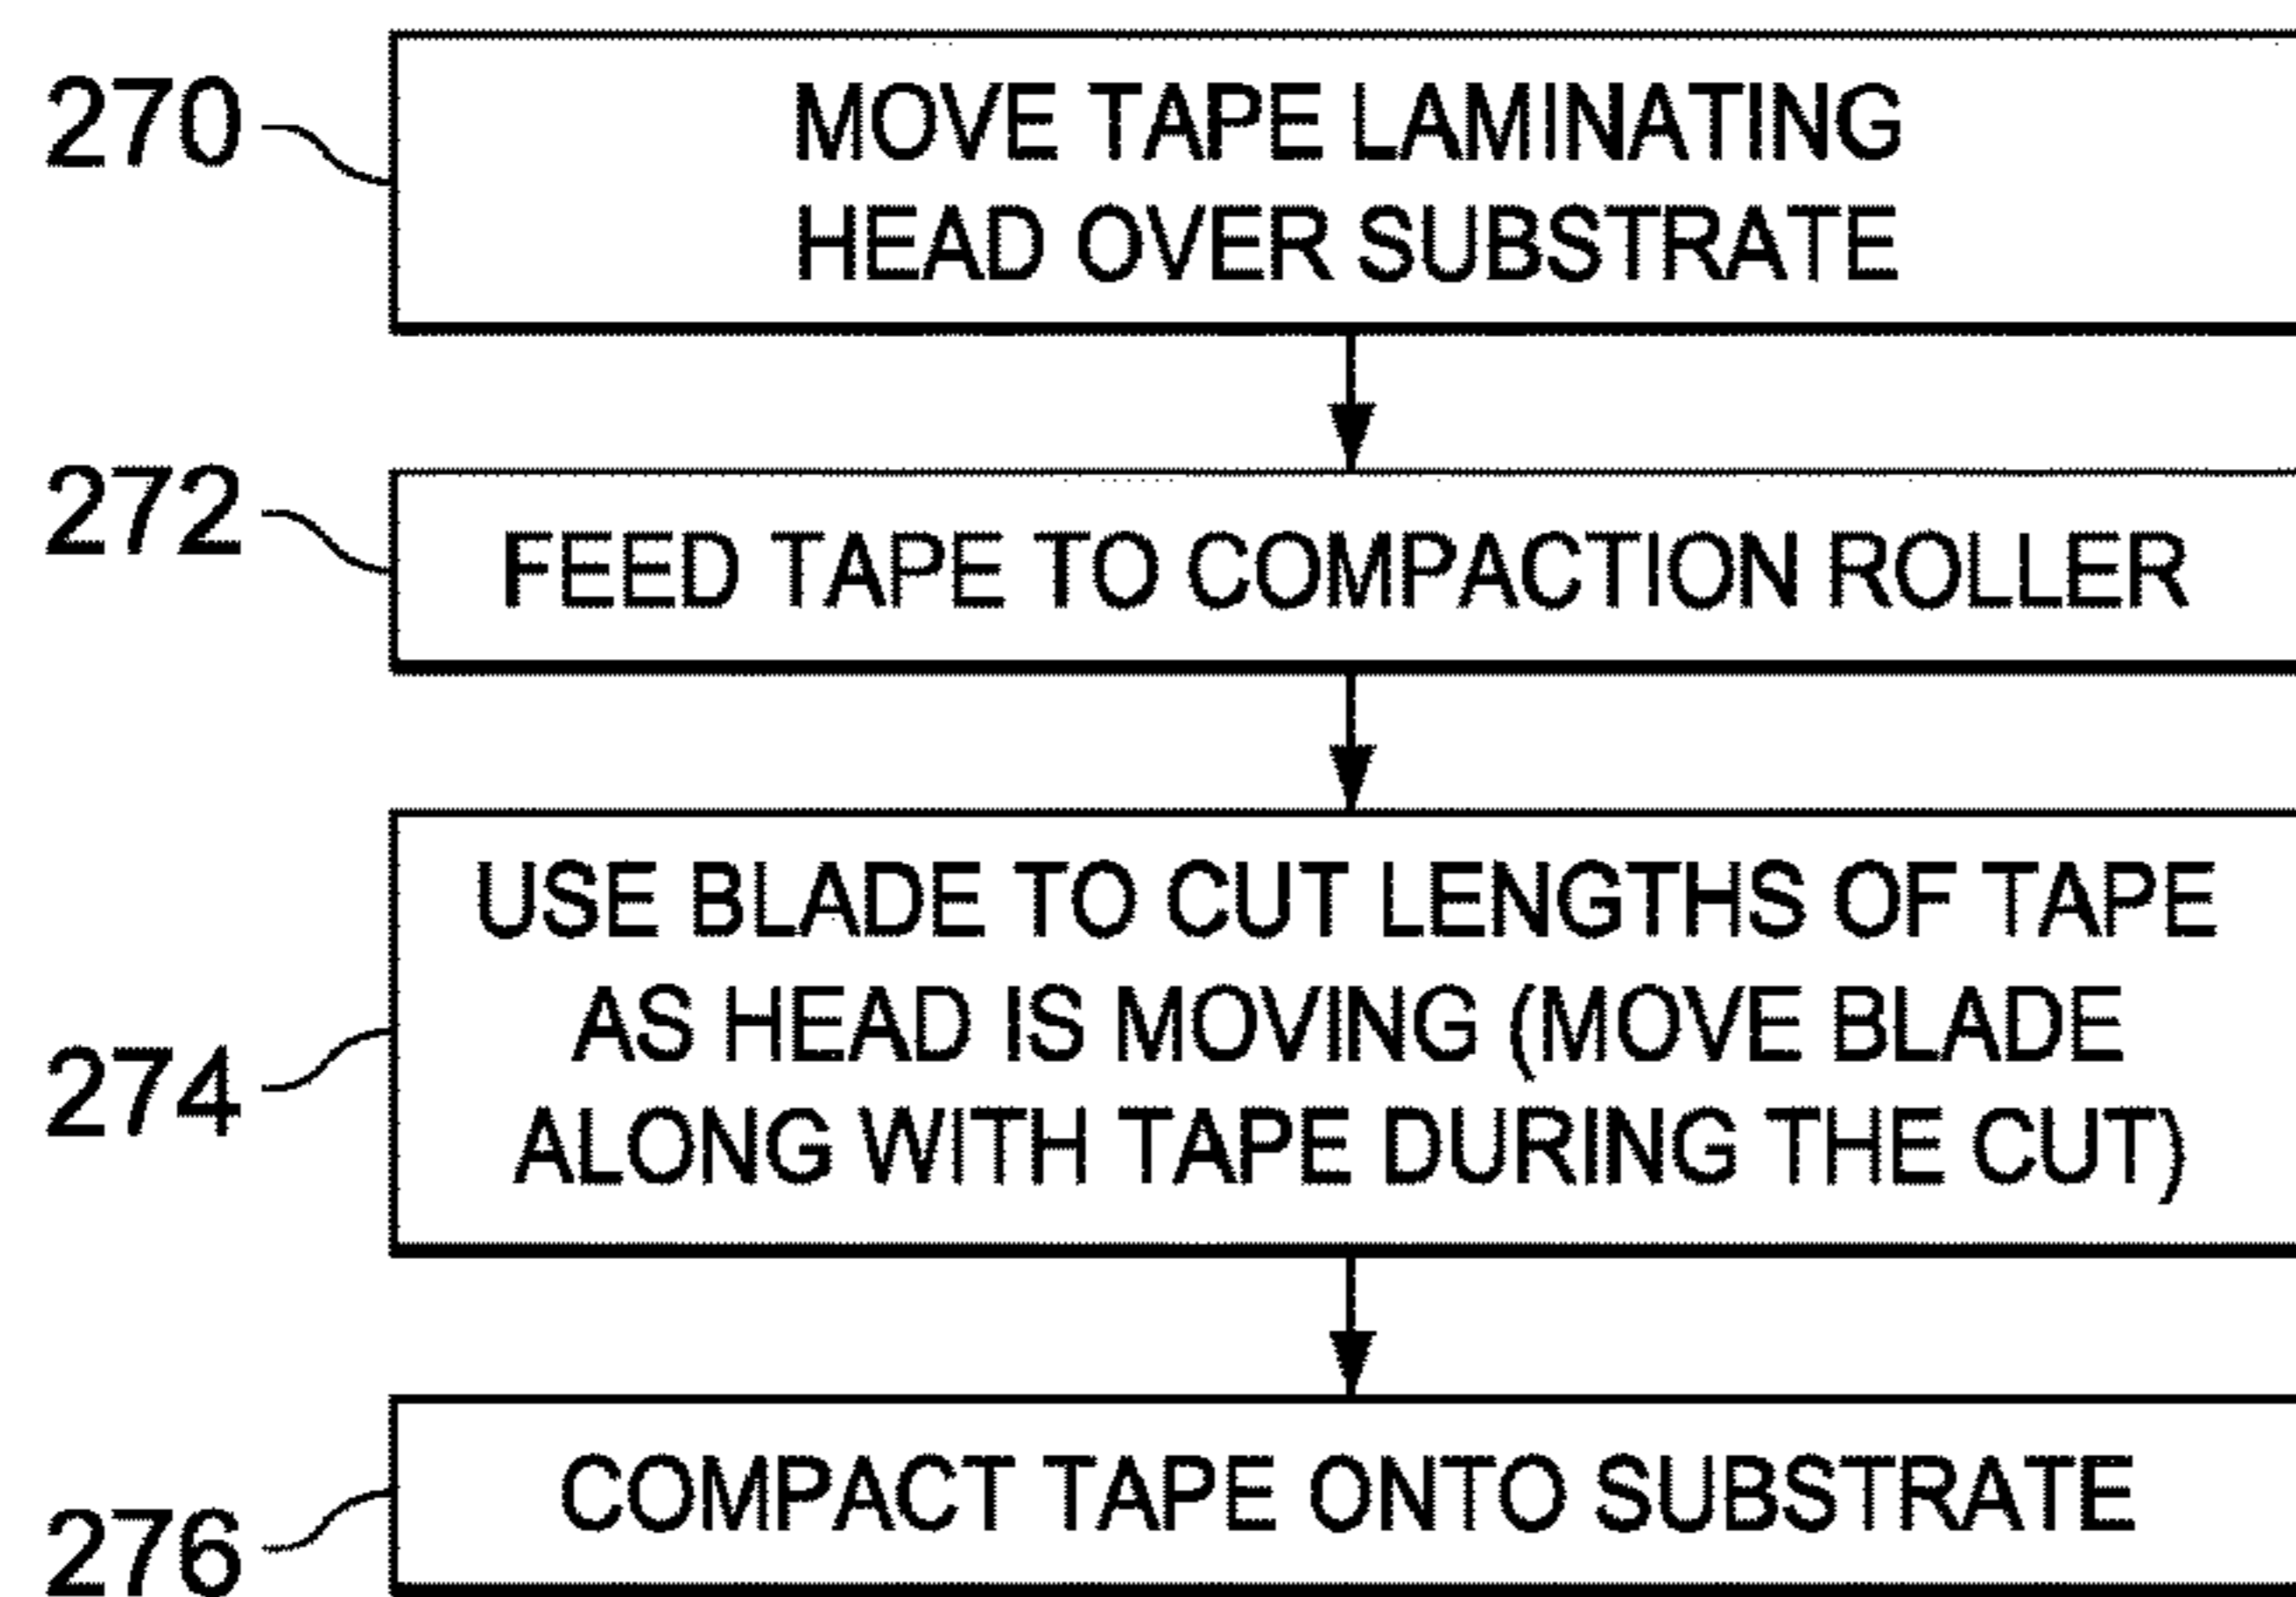 270
MOVE TAPE LAMINATING
HEAD OVER SUBSTRATE
272
FEED TAPE TO COMPACTION ROLLER
USE BLADE TO CUT LENGTHS OF TAPE
AS HEAD IS MOVING (MOVE BLADE
274
ALONG WITH TAPE DURING THE CUT)
COMPACT TAPE ONTO SUBSTRATE
276